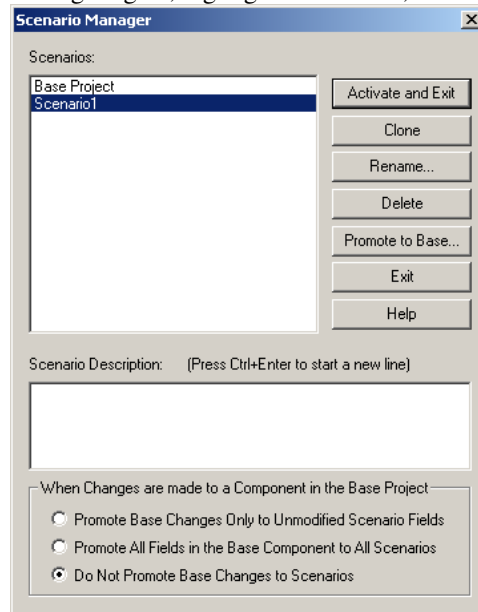 Scenario Manager
Scenarios:
Base Project
Scenario1
Activate and Exit
Clone
Rename...
Delete
Promote to Base...
Exit
Help
Scenario Description: (Press Ctrl+Enter to start a new line)
When Changes are made to a Component in the Base Project
Promote Base Changes Only to Unmodified Scenario Fields
Promote All Fields in the Base Component to All Scenarios
Do Not Promote Base Changes to Scenarios